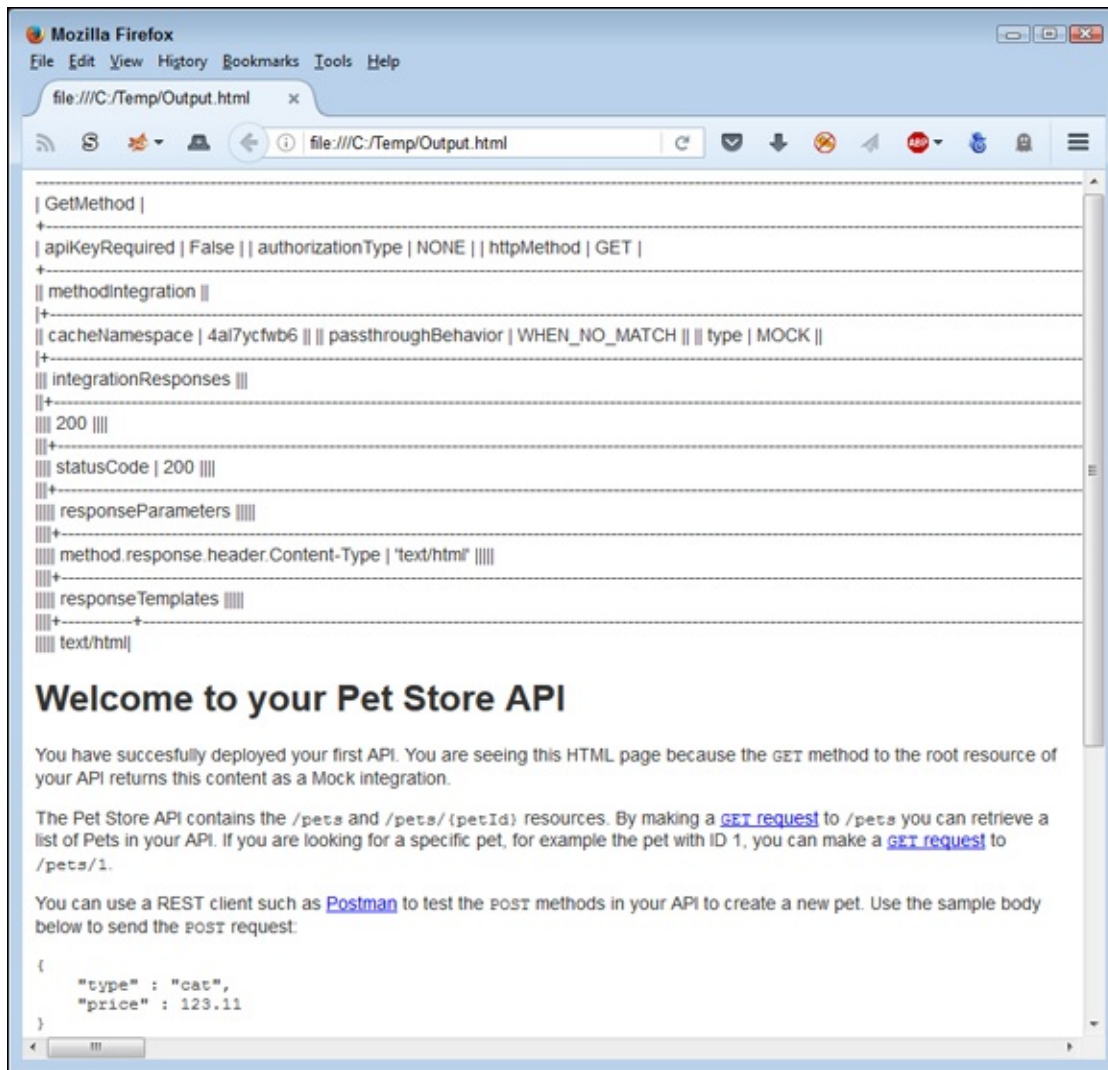 Mozilla Firefox
File Edit View History Bookmarks Tools Help
file:///C:/Temp/Output.html ×
S file:///C:/Temp/Output.html ABP
| GetMethod |
| apiKeyRequired | False | | authorizationType | NONE | | httpMethod | GET |
|| methodIntegration ||
|| cacheNamespace | 4al7ycfwb6 || || passthroughBehavior | WHEN_NO_MATCH || || type | MOCK ||
||| integrationResponses |||
|||| 200 ||||
|||| statusCode | 200 ||||
||||| responseParameters |||||
||||| method.response.header.Content-Type | 'text/html' |||||
||||| responseTemplates |||||
||||| text/html|
Welcome to your Pet Store API
You have succesfully deployed your first API. You are seeing this HTML page because the GET method to the root resource of
your API returns this content as a Mock integration.
The Pet Store API contains the /pets and /pets/{petId} resources. By making a GET request to /pets you can retrieve a
list of Pets in your API. If you are looking for a specific pet, for example the pet with ID 1, you can make a GET request to
/pets/1.
You can use a REST client such as Postman to test the POST methods in your API to create a new pet. Use the sample body
below to send the POST request:
{
"type" : "cat",
"price" : 123.11
}